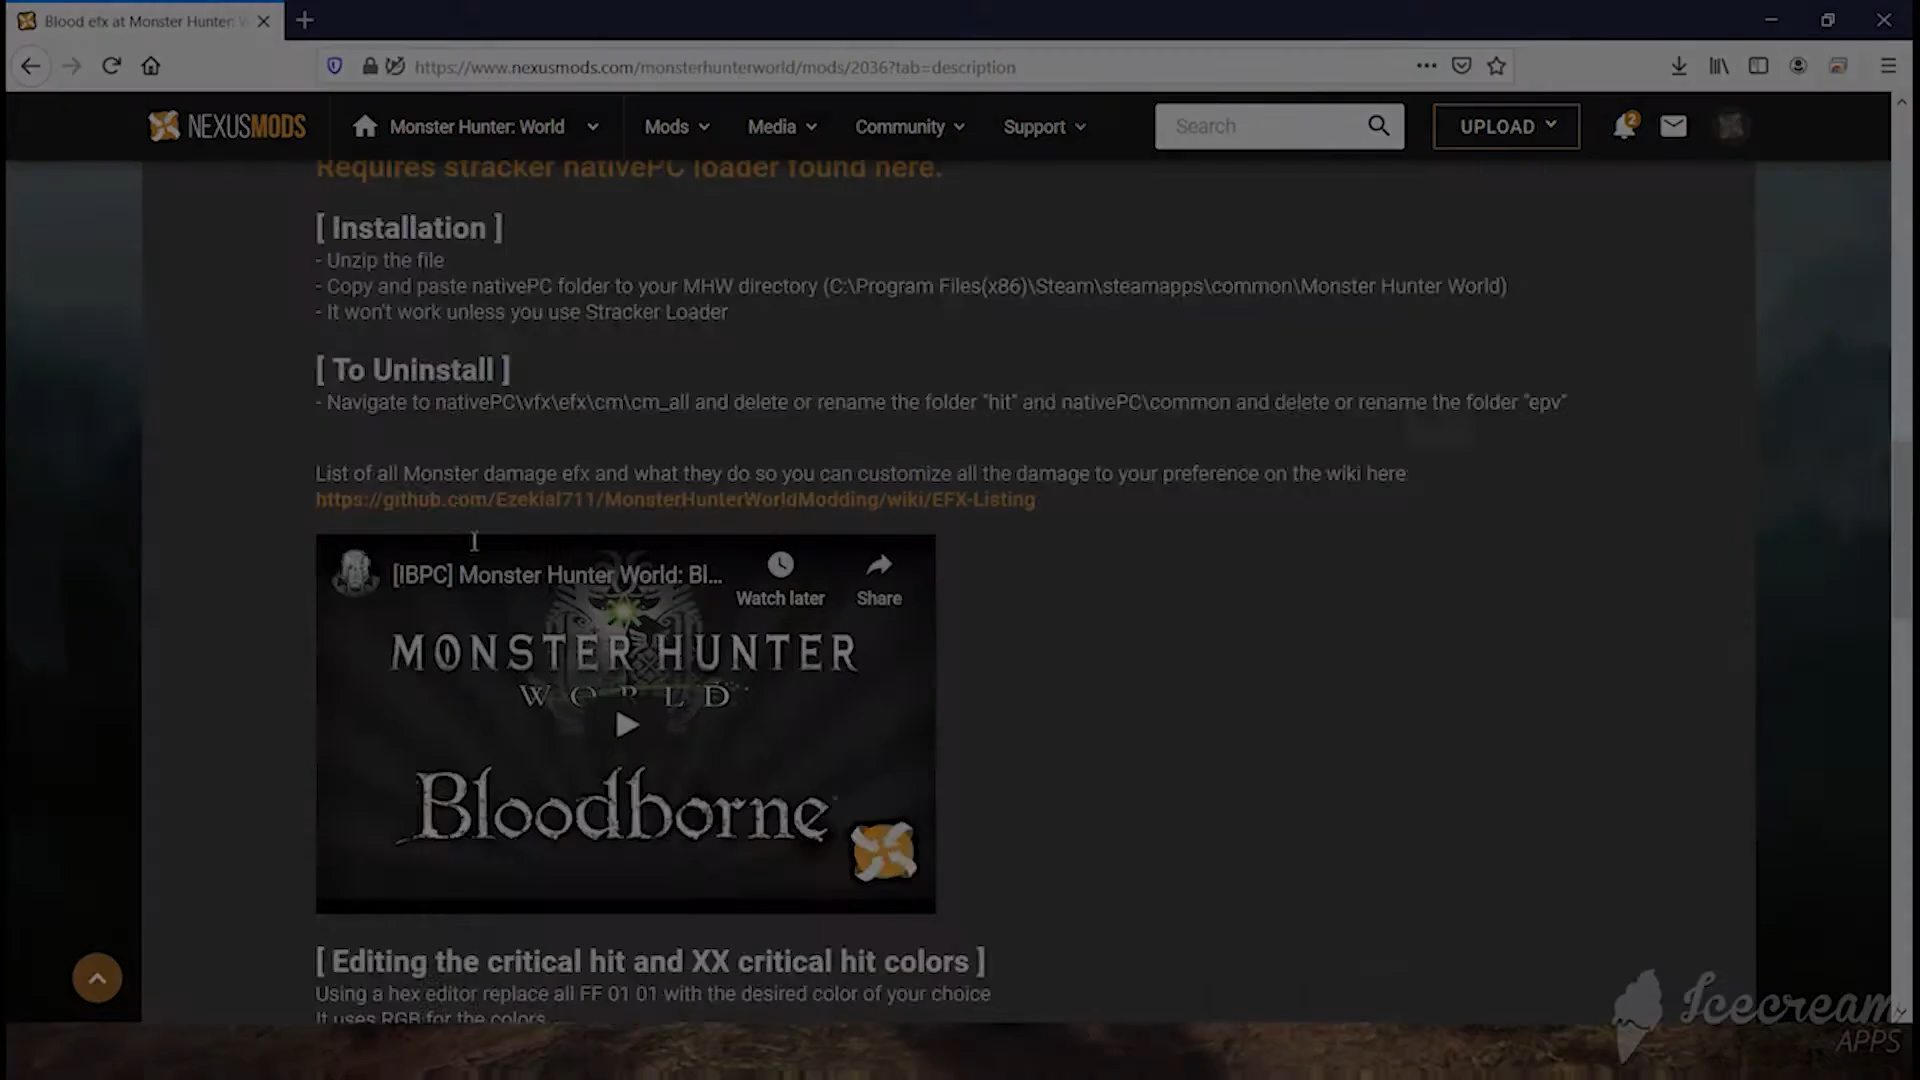 Blood efx at Monster Hunter: W
https://www.nexusmods.com/monsterhunterworld/mods/2036?tab=description
NEXUSMODS
Monster Hunter: World
Mods
Media
Community
Support
Search
UPLOAD
2
Requires stracker nativePC loader found here.
[ Installation ]
- Unzip the file
- Copy and paste nativePC folder to your MHW directory (C:\Program Files(x86)\Steam\steamapps\common\Monster Hunter World)
- It won't work unless you use Stracker Loader
[ To Uninstall ]
- Navigate to nativePC\vfx\efx\cm\cm_all and delete or rename the folder "hit" and nativePC\common and delete or rename the folder "epv"
List of all Monster damage efx and what they do so you can customize all the damage to your preference on the wiki here
https://github.com/Ezekial711/MonsterHunterWorldModding/wiki/EFX-Listing
[IBPC] Monster Hunter World: Bl...
Watch later
Share
MONSTER HUNTER
WORLD
Bloodborne
[ Editing the critical hit and XX critical hit colors ]
Using a hex editor replace all FF 01 01 with the desired color of your choice
It uses RGB for the colors
Icecream
APPS